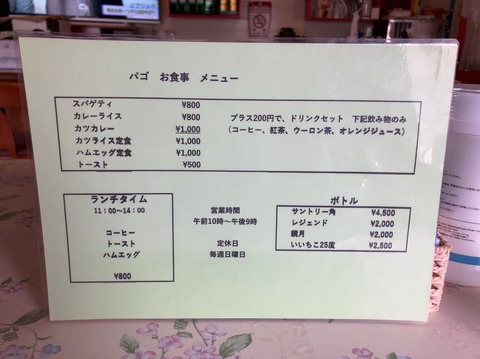 パゴ　お食事　メニュー
スパゲティ　¥800
カレーライス　¥800
カツカレー　¥1,000
カツライス定食　¥1,000
ハムエッグ定食　¥1,000
トースト　¥500
プラス200円で、ドリンクセット　下記飲み物のみ
（コーヒー、紅茶、ウーロン茶、オレンジジュース）
ランチタイム
11：00～14：00
コーヒー
トースト
ハムエッグ
¥800
営業時間
午前10時～午後9時
定休日
毎週日曜日
ボトル
サントリー角　¥4,500
レジェンド　¥2,000
鏡月　¥2,000
いいちこ25度　¥2,500